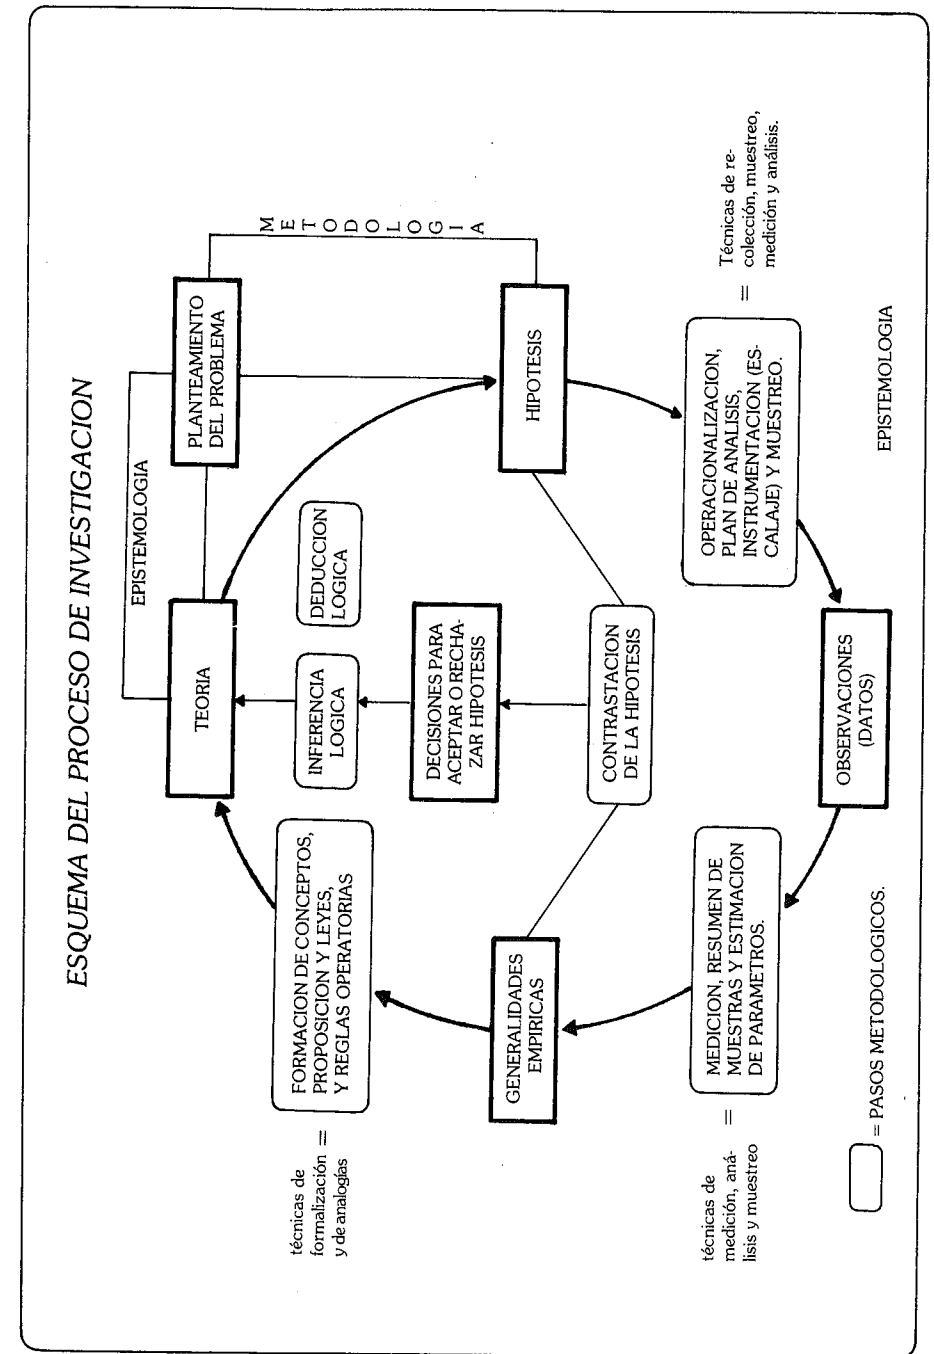 ESQUEMA DEL PROCESO DE INVESTIGACION
EPISTEMOLOGIA
TEORIA
PLANTEAMIENTO
DEL PROBLEMA
METODOLOGIA
FORMACION DE CONCEPTOS,
PROPOSICION Y LEYES,
Y REGLAS OPERATORIAS
técnicas de
formalización =
y de analogías
INFERENCIA
LOGICA
DEDUCCION
LOGICA
DECISIONES PARA
ACEPTAR O RECHA-
ZAR HIPOTESIS
GENERALIDADES
EMPIRICAS
HIPOTESIS
CONTRASTACION
DE LA HIPOTESIS
técnicas de
medición, aná-
lisis y muestreo
=
MEDICION, RESUMEN DE
MUESTRAS Y ESTIMACION
DE PARAMETROS.
OPERACIONALIZACION,
PLAN DE ANALISIS,
INSTRUMENTACION (ES-
CALAJE) Y MUESTREO.
=
Técnicas de re-
colección, muestreo,
medición y análisis.
OBSERVACIONES
(DATOS)
= PASOS METODOLOGICOS.
EPISTEMOLOGIA